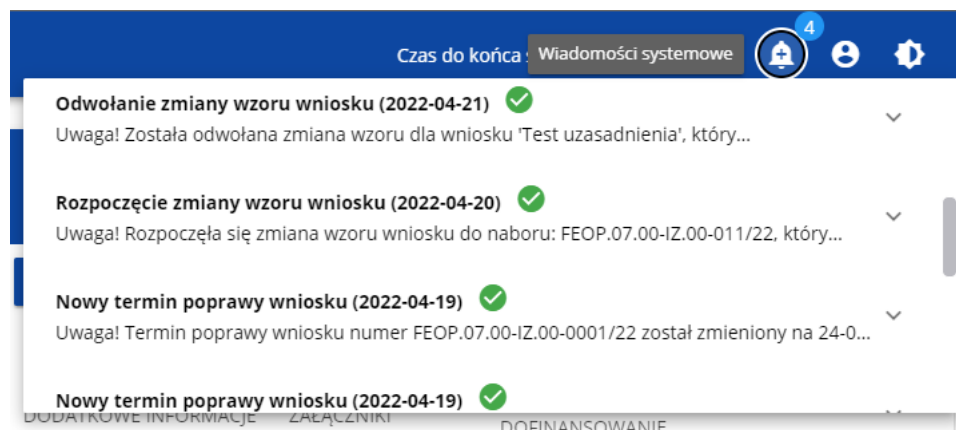 4
Czas do końca
Wiadomości systemowe
Odwołanie zmiany wzoru wniosku (2022-04-21)
Uwaga! Została odwołana zmiana wzoru dla wniosku 'Test uzasadnienia', który...
Rozpoczęcie zmiany wzoru wniosku (2022-04-20)
Uwaga! Rozpoczęła się zmiana wzoru wniosku do naboru: FEOP.07.00-IZ.00-011/22, który...
Nowy termin poprawy wniosku (2022-04-19)
Uwaga! Termin poprawy wniosku numer FEOP.07.00-IZ.00-0001/22 został zmieniony na 24-0...
Nowy termin poprawy wniosku (2022-04-19)
DODATKOWE INFORMACJE ZAŁĄCZNIKI
DOFINANSOWANIE